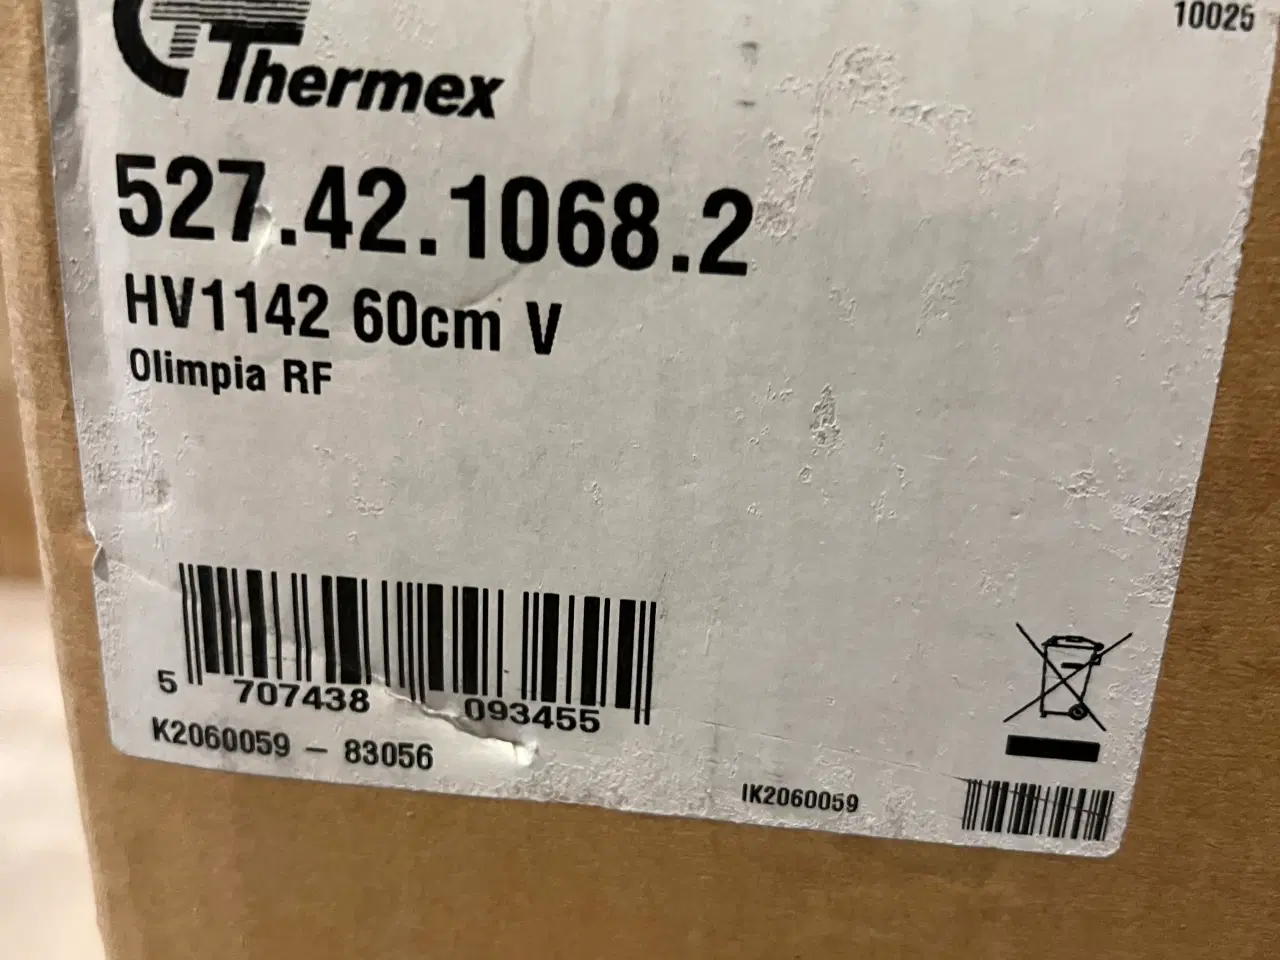 10025
Thermex
527.42.1068.2
HV1142 60cm V
Olimpia RF
5 707438 093455
K2060059 – 83056
IK2060059